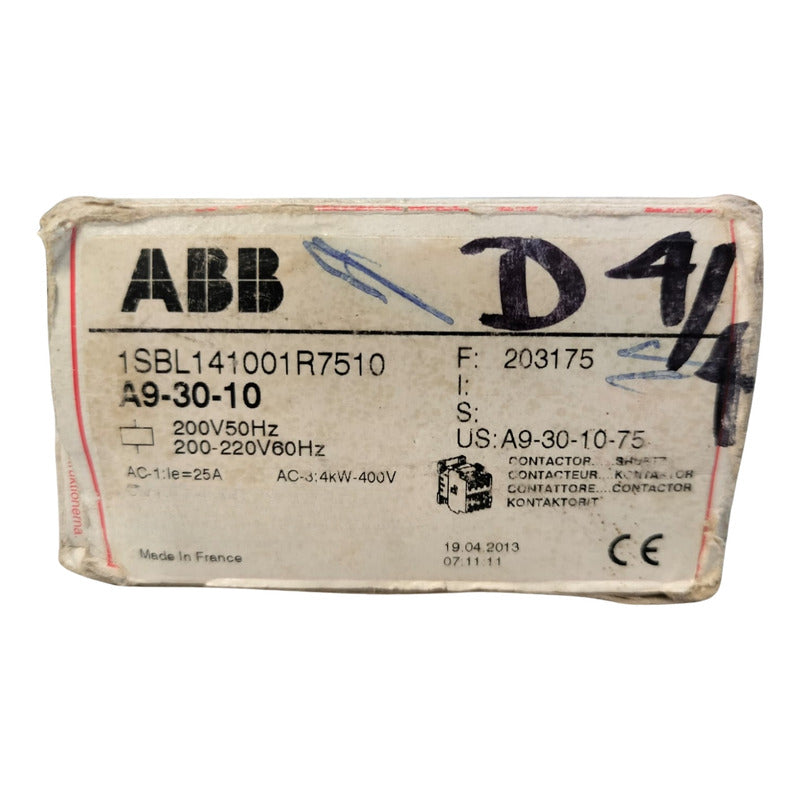 ABB
D 4/4
1SBL141001R7510
A9-30-10
200V50Hz
200-220V60Hz
AC-1:Ie=25A AC-3:4kW-400V
Made in France
F: 203175
I:
S:
US: A9-30-10-75
CONTACTOR....
CONTACTEUR....KONTAKTOR
CONTATTORE....CONTACTOR
KONTAKTORIT
19.04.2013
07.11.11
CE